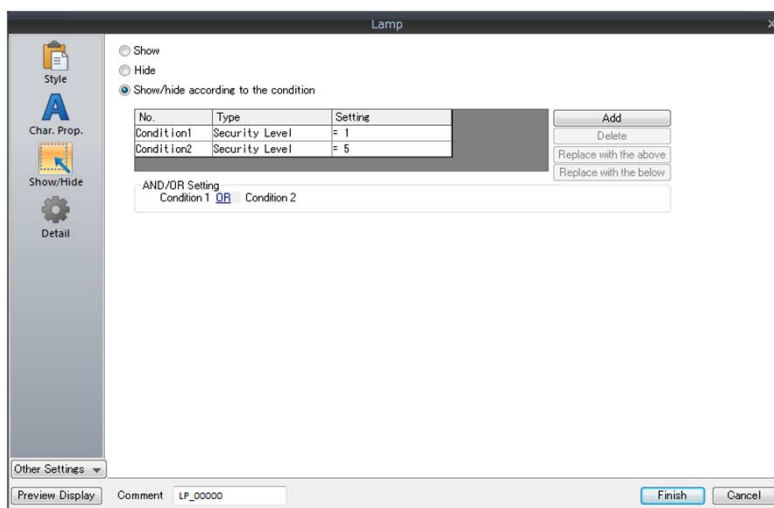 Lamp
Style
Char. Prop.
Show/Hide
Detail
Show
Hide
Show/hide according to the condition
No. Type Setting
Condition1 Security Level = 1
Condition2 Security Level = 5
Add
Delete
Replace with the above
Replace with the below
AND/OR Setting
Condition 1 OR Condition 2
Other Settings
Preview Display Comment LP_00000 Finish Cancel